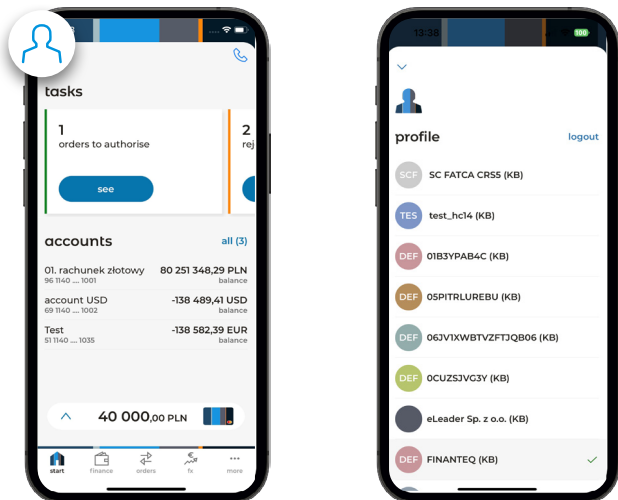 tasks
1
orders to authorise
see
2
rej
accounts
all (3)
01. rachunek złotowy
80 251 348,29 PLN
96 1140 .... 1001
balance
account USD
-138 489,41 USD
69 1140 .... 1002
balance
Test
-138 582,39 EUR
51 1140 .... 1035
balance
40 000,00 PLN
start
finance
orders
fx
more
13:38
100
profile
logout
SCF
SC FATCA CRS5 (KB)
TES
test_hc14 (KB)
DEF
01B3YPAB4C (KB)
DEF
05PITRLUREBU (KB)
DEF
06JV1XWBTVZFTJQB06 (KB)
DEF
0CUZSJVG3Y (KB)
eLeader Sp. z o.o. (KB)
DEF
FINANTEQ (KB)